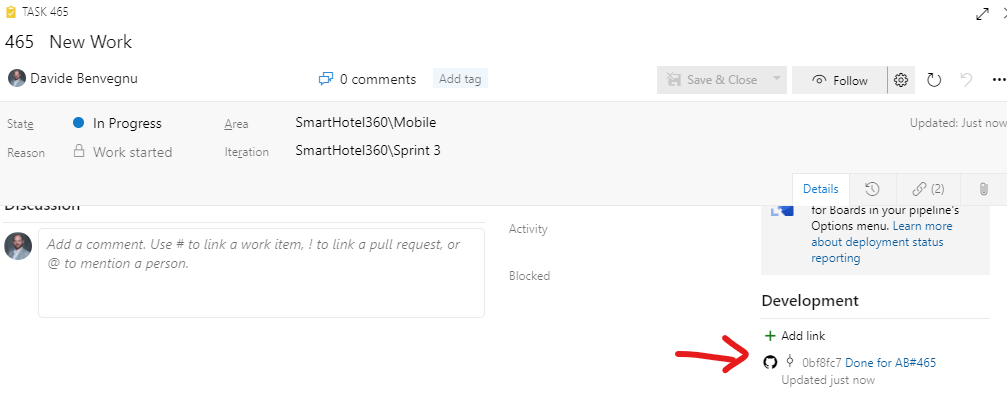 TASK 465
465 New Work
Davide Benvegnu
0 comments
Add tag
Save & Close
Follow
State
In Progress
Area
SmartHotel360\Mobile
Updated: Just now
Reason
Work started
Iteration
SmartHotel360\Sprint 3
Details
(2)
Discussion
Add a comment. Use # to link a work item, ! to link a pull request, or
@ to mention a person.
Activity
Blocked
for Boards in your pipeline's
Options menu. Learn more
about deployment status
reporting
Development
+ Add link
0bf8fc7 Done for AB#465
Updated just now